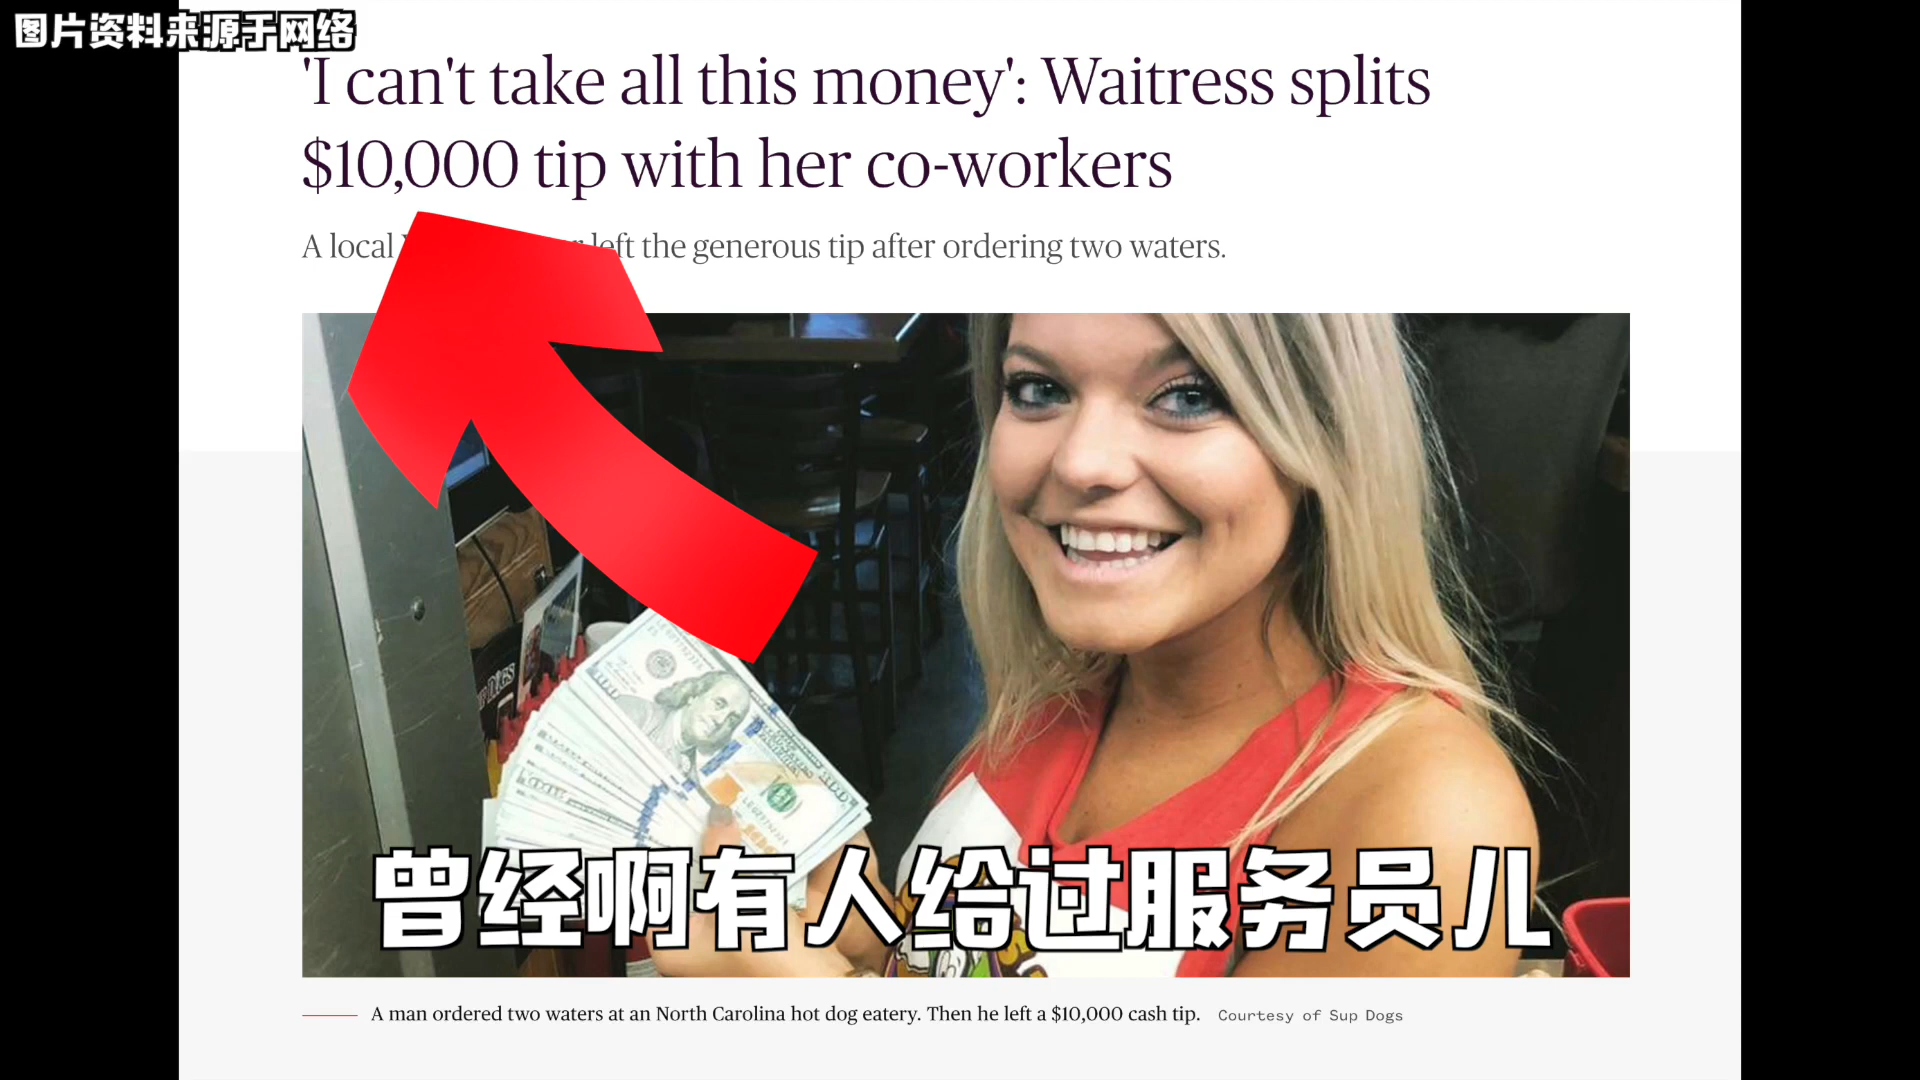 图片资料来源于网络
'I can't take all this money': Waitress splits
$10,000 tip with her co-workers
A local left the generous tip after ordering two waters.
曾经啊有人给过服务员儿
A man ordered two waters at an North Carolina hot dog eatery. Then he left a $10,000 cash tip. Courtesy of Sup Dogs